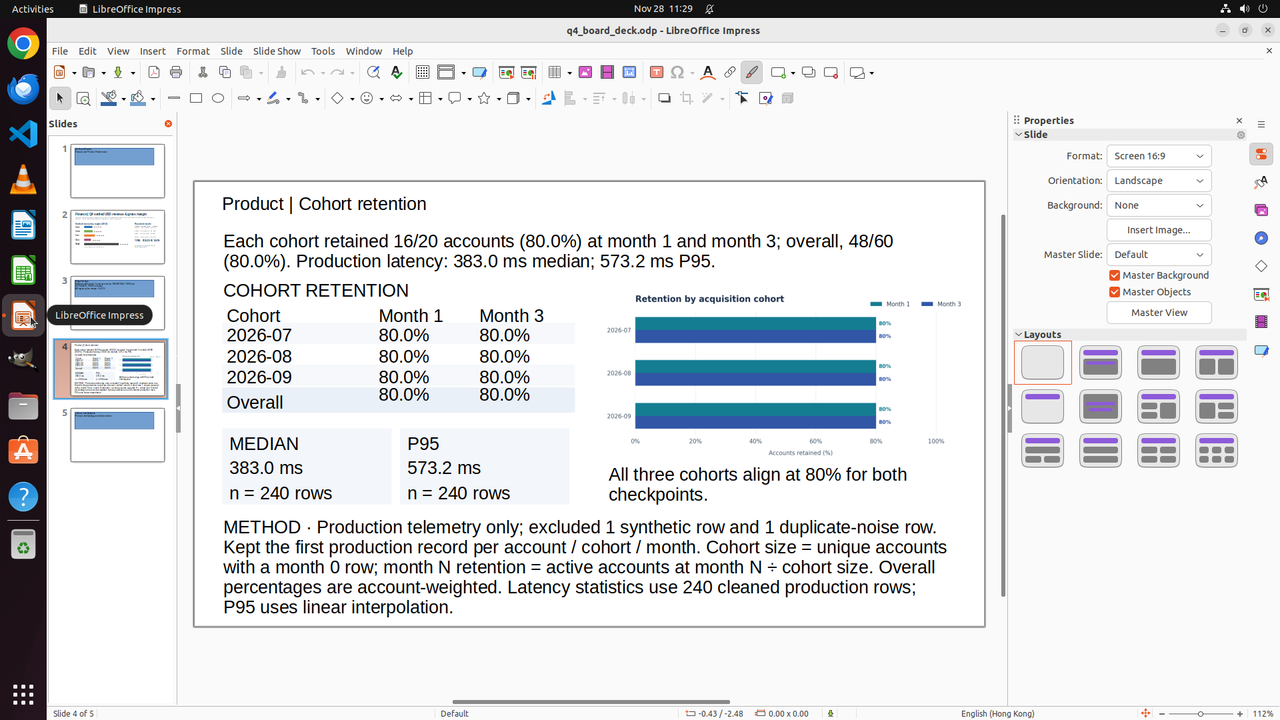 Activities
LibreOffice Impress
Nov 28 11:29
q4_board_deck.odp - LibreOffice Impress
File Edit View Insert Format Slide Slide Show Tools Window Help
Slides
1
2
3
4
5
LibreOffice Impress
Product | Cohort retention
Each cohort retained 16/20 accounts (80.0%) at month 1 and month 3; overall, 48/60
(80.0%). Production latency: 383.0 ms median; 573.2 ms P95.
COHORT RETENTION
Cohort Month 1 Month 3
2026-07 80.0% 80.0%
2026-08 80.0% 80.0%
2026-09 80.0% 80.0%
Overall 80.0% 80.0%
MEDIAN
383.0 ms
n = 240 rows
P95
573.2 ms
n = 240 rows
Retention by acquisition cohort
Month 1 Month 3
2026-07 80%
80%
2026-08 80%
80%
2026-09 80%
80%
0% 20% 40% 60% 80% 100%
Accounts retained (%)
All three cohorts align at 80% for both
checkpoints.
METHOD · Production telemetry only; excluded 1 synthetic row and 1 duplicate-noise row.
Kept the first production record per account / cohort / month. Cohort size = unique accounts
with a month 0 row; month N retention = active accounts at month N ÷ cohort size. Overall
percentages are account-weighted. Latency statistics use 240 cleaned production rows;
P95 uses linear interpolation.
Properties
Slide
Format: Screen 16:9
Orientation: Landscape
Background: None
Insert Image...
Master Slide: Default
Master Background
Master Objects
Master View
Layouts
Slide 4 of 5
Default
-0.43 / -2.48
0.00 x 0.00
English (Hong Kong)
112%